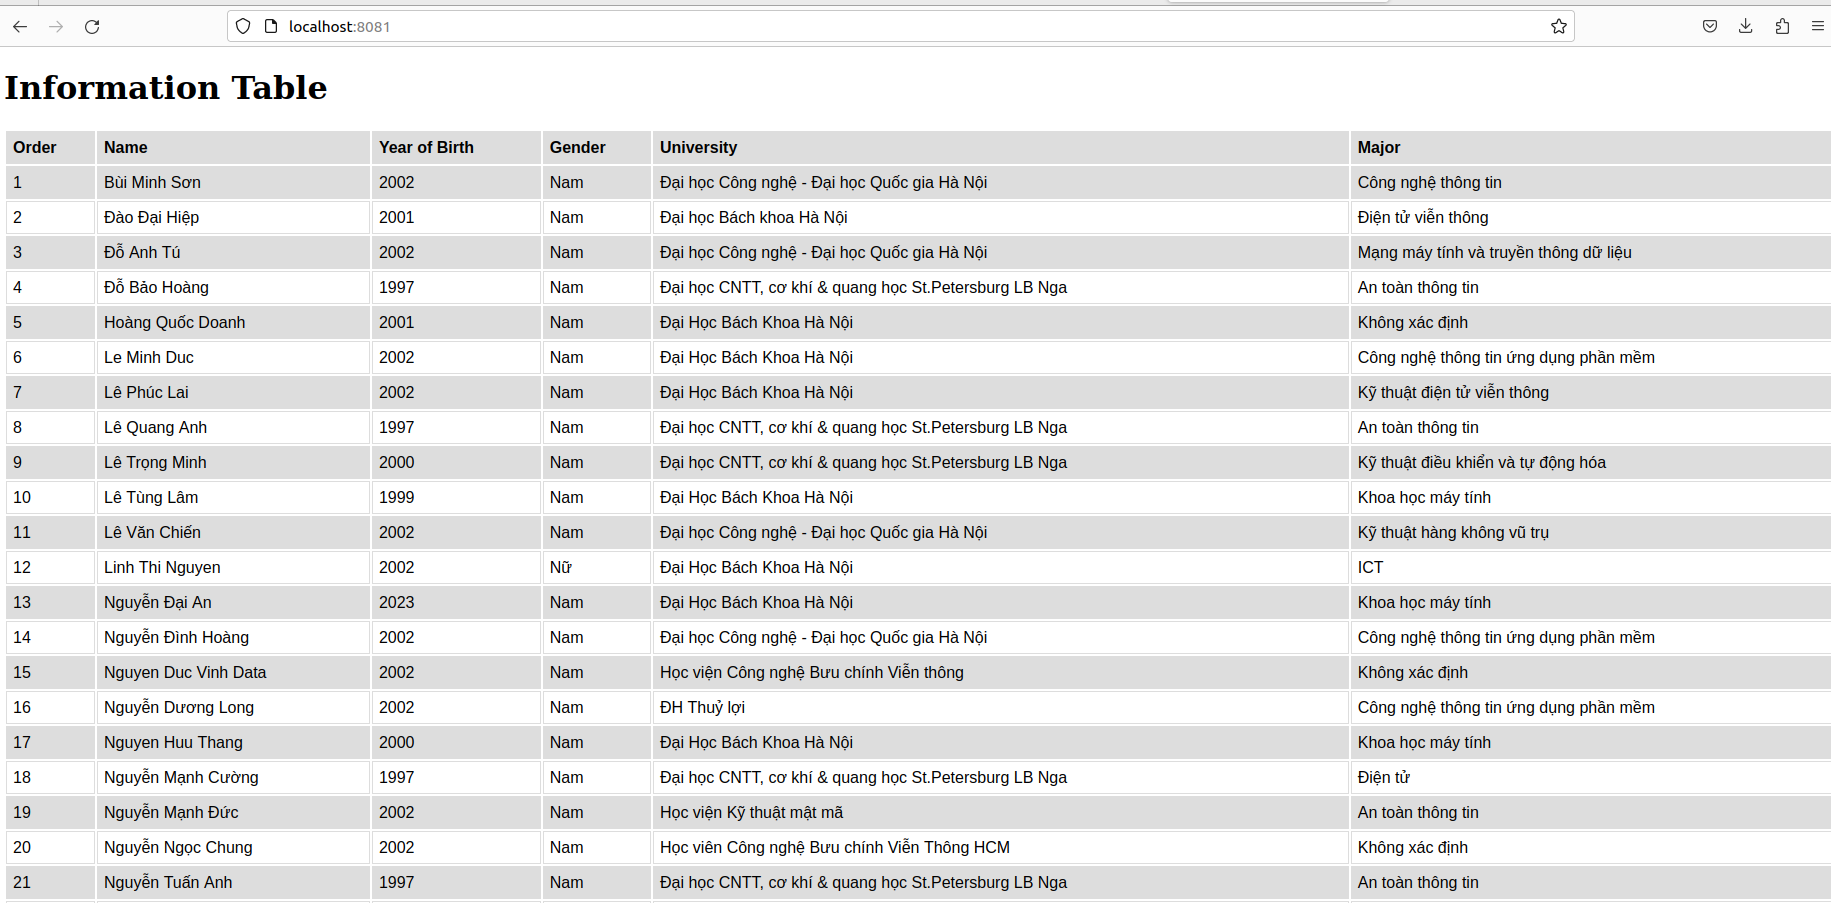 localhost:8081
Information Table
Order Name Year of Birth Gender University Major
1 Bùi Minh Sơn 2002 Nam Đại học Công nghệ - Đại học Quốc gia Hà Nội Công nghệ thông tin
2 Đào Đại Hiệp 2001 Nam Đại học Bách khoa Hà Nội Điện tử viễn thông
3 Đỗ Anh Tú 2002 Nam Đại học Công nghệ - Đại học Quốc gia Hà Nội Mạng máy tính và truyền thông dữ liệu
4 Đỗ Bảo Hoàng 1997 Nam Đại học CNTT, cơ khí & quang học St.Petersburg LB Nga An toàn thông tin
5 Hoàng Quốc Doanh 2001 Nam Đại Học Bách Khoa Hà Nội Không xác định
6 Le Minh Duc 2002 Nam Đại Học Bách Khoa Hà Nội Công nghệ thông tin ứng dụng phần mềm
7 Lê Phúc Lai 2002 Nam Đại Học Bách Khoa Hà Nội Kỹ thuật điện tử viễn thông
8 Lê Quang Anh 1997 Nam Đại học CNTT, cơ khí & quang học St.Petersburg LB Nga An toàn thông tin
9 Lê Trọng Minh 2000 Nam Đại học CNTT, cơ khí & quang học St.Petersburg LB Nga Kỹ thuật điều khiển và tự động hóa
10 Lê Tùng Lâm 1999 Nam Đại Học Bách Khoa Hà Nội Khoa học máy tính
11 Lê Văn Chiến 2002 Nam Đại học Công nghệ - Đại học Quốc gia Hà Nội Kỹ thuật hàng không vũ trụ
12 Linh Thi Nguyen 2002 Nữ Đại Học Bách Khoa Hà Nội ICT
13 Nguyễn Đại An 2023 Nam Đại Học Bách Khoa Hà Nội Khoa học máy tính
14 Nguyễn Đình Hoàng 2002 Nam Đại học Công nghệ - Đại học Quốc gia Hà Nội Công nghệ thông tin ứng dụng phần mềm
15 Nguyen Duc Vinh Data 2002 Nam Học viện Công nghệ Bưu chính Viễn thông Không xác định
16 Nguyễn Dương Long 2002 Nam ĐH Thuỷ lợi Công nghệ thông tin ứng dụng phần mềm
17 Nguyen Huu Thang 2000 Nam Đại Học Bách Khoa Hà Nội Khoa học máy tính
18 Nguyễn Mạnh Cường 1997 Nam Đại học CNTT, cơ khí & quang học St.Petersburg LB Nga Điện tử
19 Nguyễn Mạnh Đức 2002 Nam Học viện Kỹ thuật mật mã An toàn thông tin
20 Nguyễn Ngọc Chung 2002 Nam Học viên Công nghệ Bưu chính Viễn Thông HCM Không xác định
21 Nguyễn Tuấn Anh 1997 Nam Đại học CNTT, cơ khí & quang học St.Petersburg LB Nga An toàn thông tin